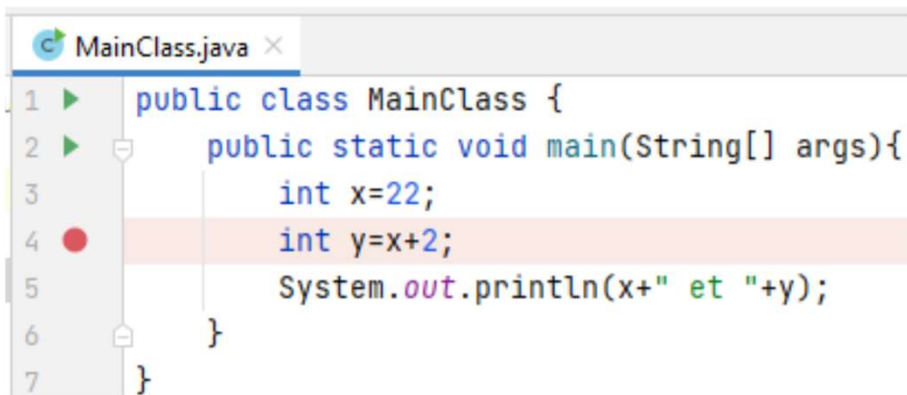 MainClass.java
1 public class MainClass {
2 public static void main(String[] args){
3 int x=22;
4 int y=x+2;
5 System.out.println(x+" et "+y);
6 }
7 }